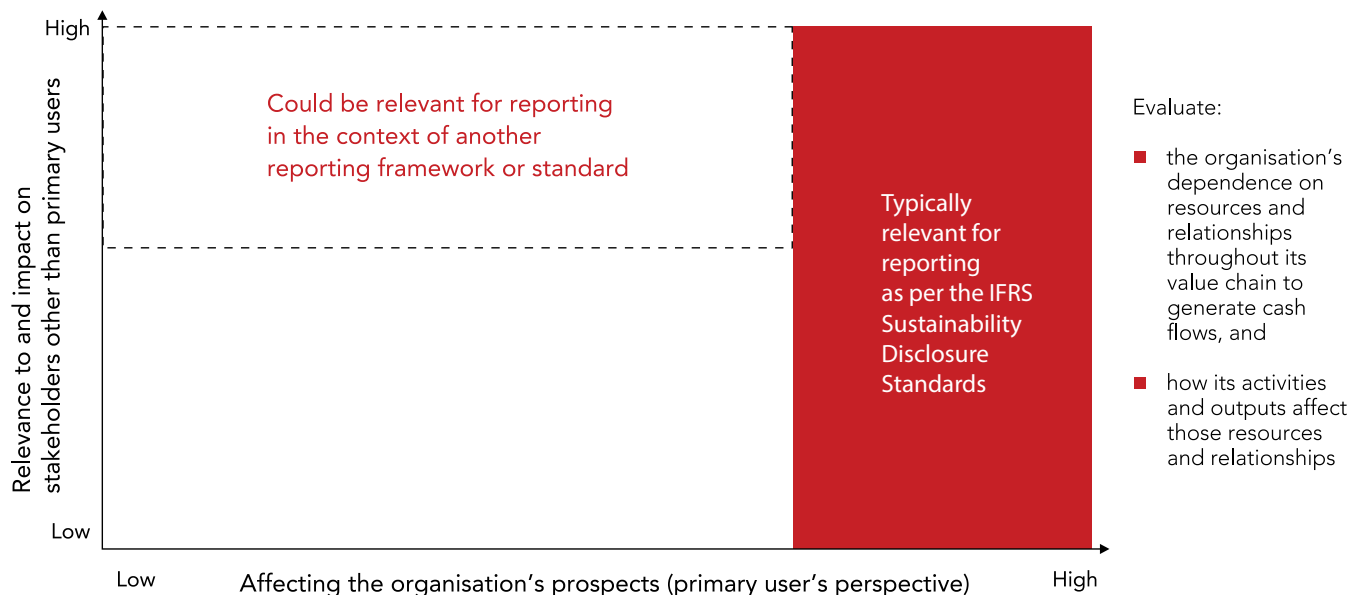 High
Relevance to and impact on
stakeholders other than primary users
Could be relevant for reporting
in the context of another
reporting framework or standard
Typically
relevant for
reporting
as per the IFRS
Sustainability
Disclosure
Standards
Low
Low
Affecting the organisation’s prospects (primary user’s perspective)
High
Evaluate:
the organisation’s
dependence on
resources and
relationships
throughout its
value chain to
generate cash
flows, and
how its activities
and outputs affect
those resources
and relationships